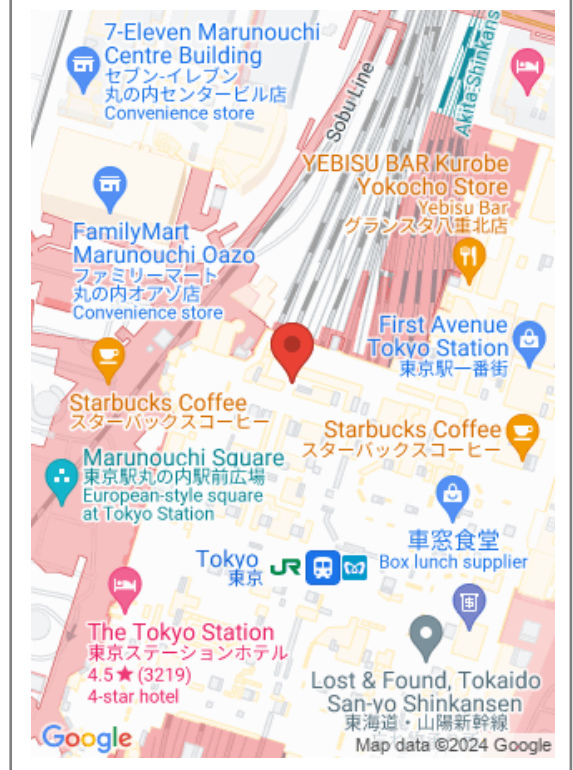 7-Eleven Marunouchi
Centre Building
セブン-イレブン
丸の内センタービル店
Convenience store
Sobu Line
Akita Shinkans
YEBISU BAR Kurobe
Yokocho Store
Yebisu Bar
グランスタ八重北店
FamilyMart
Marunouchi Oazo
ファミリーマート
丸の内オアゾ店
Convenience store
First Avenue
Tokyo Station
東京駅一番街
Starbucks Coffee
スターバックスコーヒー
Starbucks Coffee
スターバックスコーヒー
Marunouchi Square
東京駅丸の内駅前広場
European-style square
at Tokyo Station
車窓食堂
Box lunch supplier
Tokyo
東京
JR
The Tokyo Station
東京ステーションホテル
4.5★ (3219)
4-star hotel
Lost & Found, Tokaido
San-yo Shinkansen
東海道・山陽新幹線
Google
Map data ©2024 Google